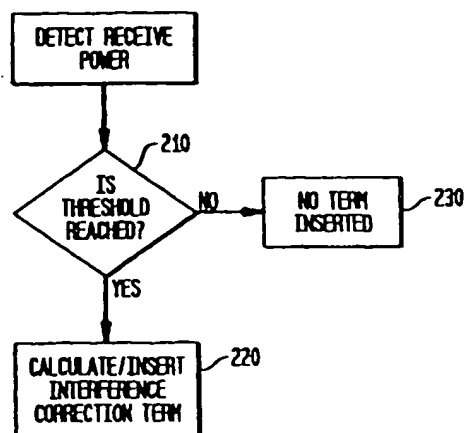 DETECT RECEIVE
POWER
210
IS
THRESHOLD
REACHED?
NO
NO TERM
INSERTED
230
YES
CALCULATE/INSERT
INTERFERENCE
CORRECTION TERM
220